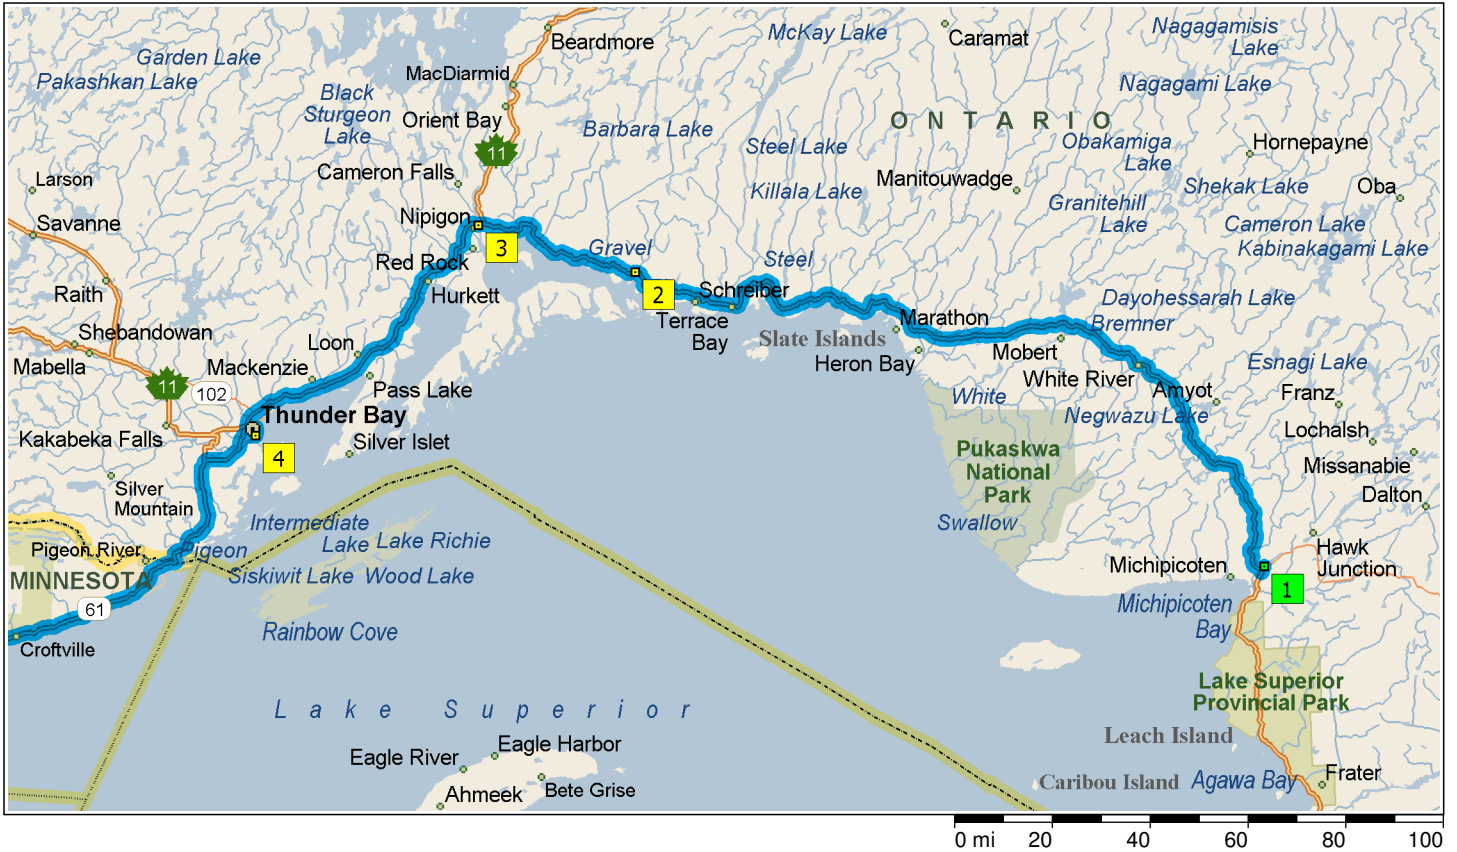 McKay Lake
Caramat
Nagagamisis
Lake
Beardmore
Garden Lake
Pakashkan Lake
MacDiarmid
Nagagami Lake
Black
Sturgeon
Lake
Orient Bay
Barbara Lake
ONTARIO
Steel Lake
Obakamiga
Lake
Hornepayne
11
Cameron Falls
Larson
Killala Lake
Manitouwadge
Shekak Lake
Oba
Granitehill
Lake
Savanne
Nipigon
Cameron Lake
Kabinakagami Lake
3
Gravel
Steel
Red Rock
Raith
Hurkett
2
Schreiber
Dayohessarah Lake
Bremner
Terrace
Bay
Slate Islands
Marathon
Shebandowan
Mabella
Loon
Heron Bay
Mobert
Esnagi Lake
Mackenzie
11
102
Pass Lake
White River
Amyot
Franz
White
Negwazu Lake
Thunder Bay
Kakabeka Falls
Silver Islet
4
Lochalsh
Pukaskwa
National
Park
Missanabie
Silver
Mountain
Dalton
Intermediate
Lake
Lake Richie
Swallow
Pigeon River
Pigeon
Hawk
Junction
Michipicoten
MINNESOTA
Siskiwit Lake
Wood Lake
1
61
Michipicoten
Bay
Rainbow Cove
Croftville
Lake Superior
Lake Superior
Provincial Park
Leach Island
Eagle River
Eagle Harbor
Caribou Island
Agawa Bay
Frater
Ahmeek
Bete Grise
0 mi 20 40 60 80 100